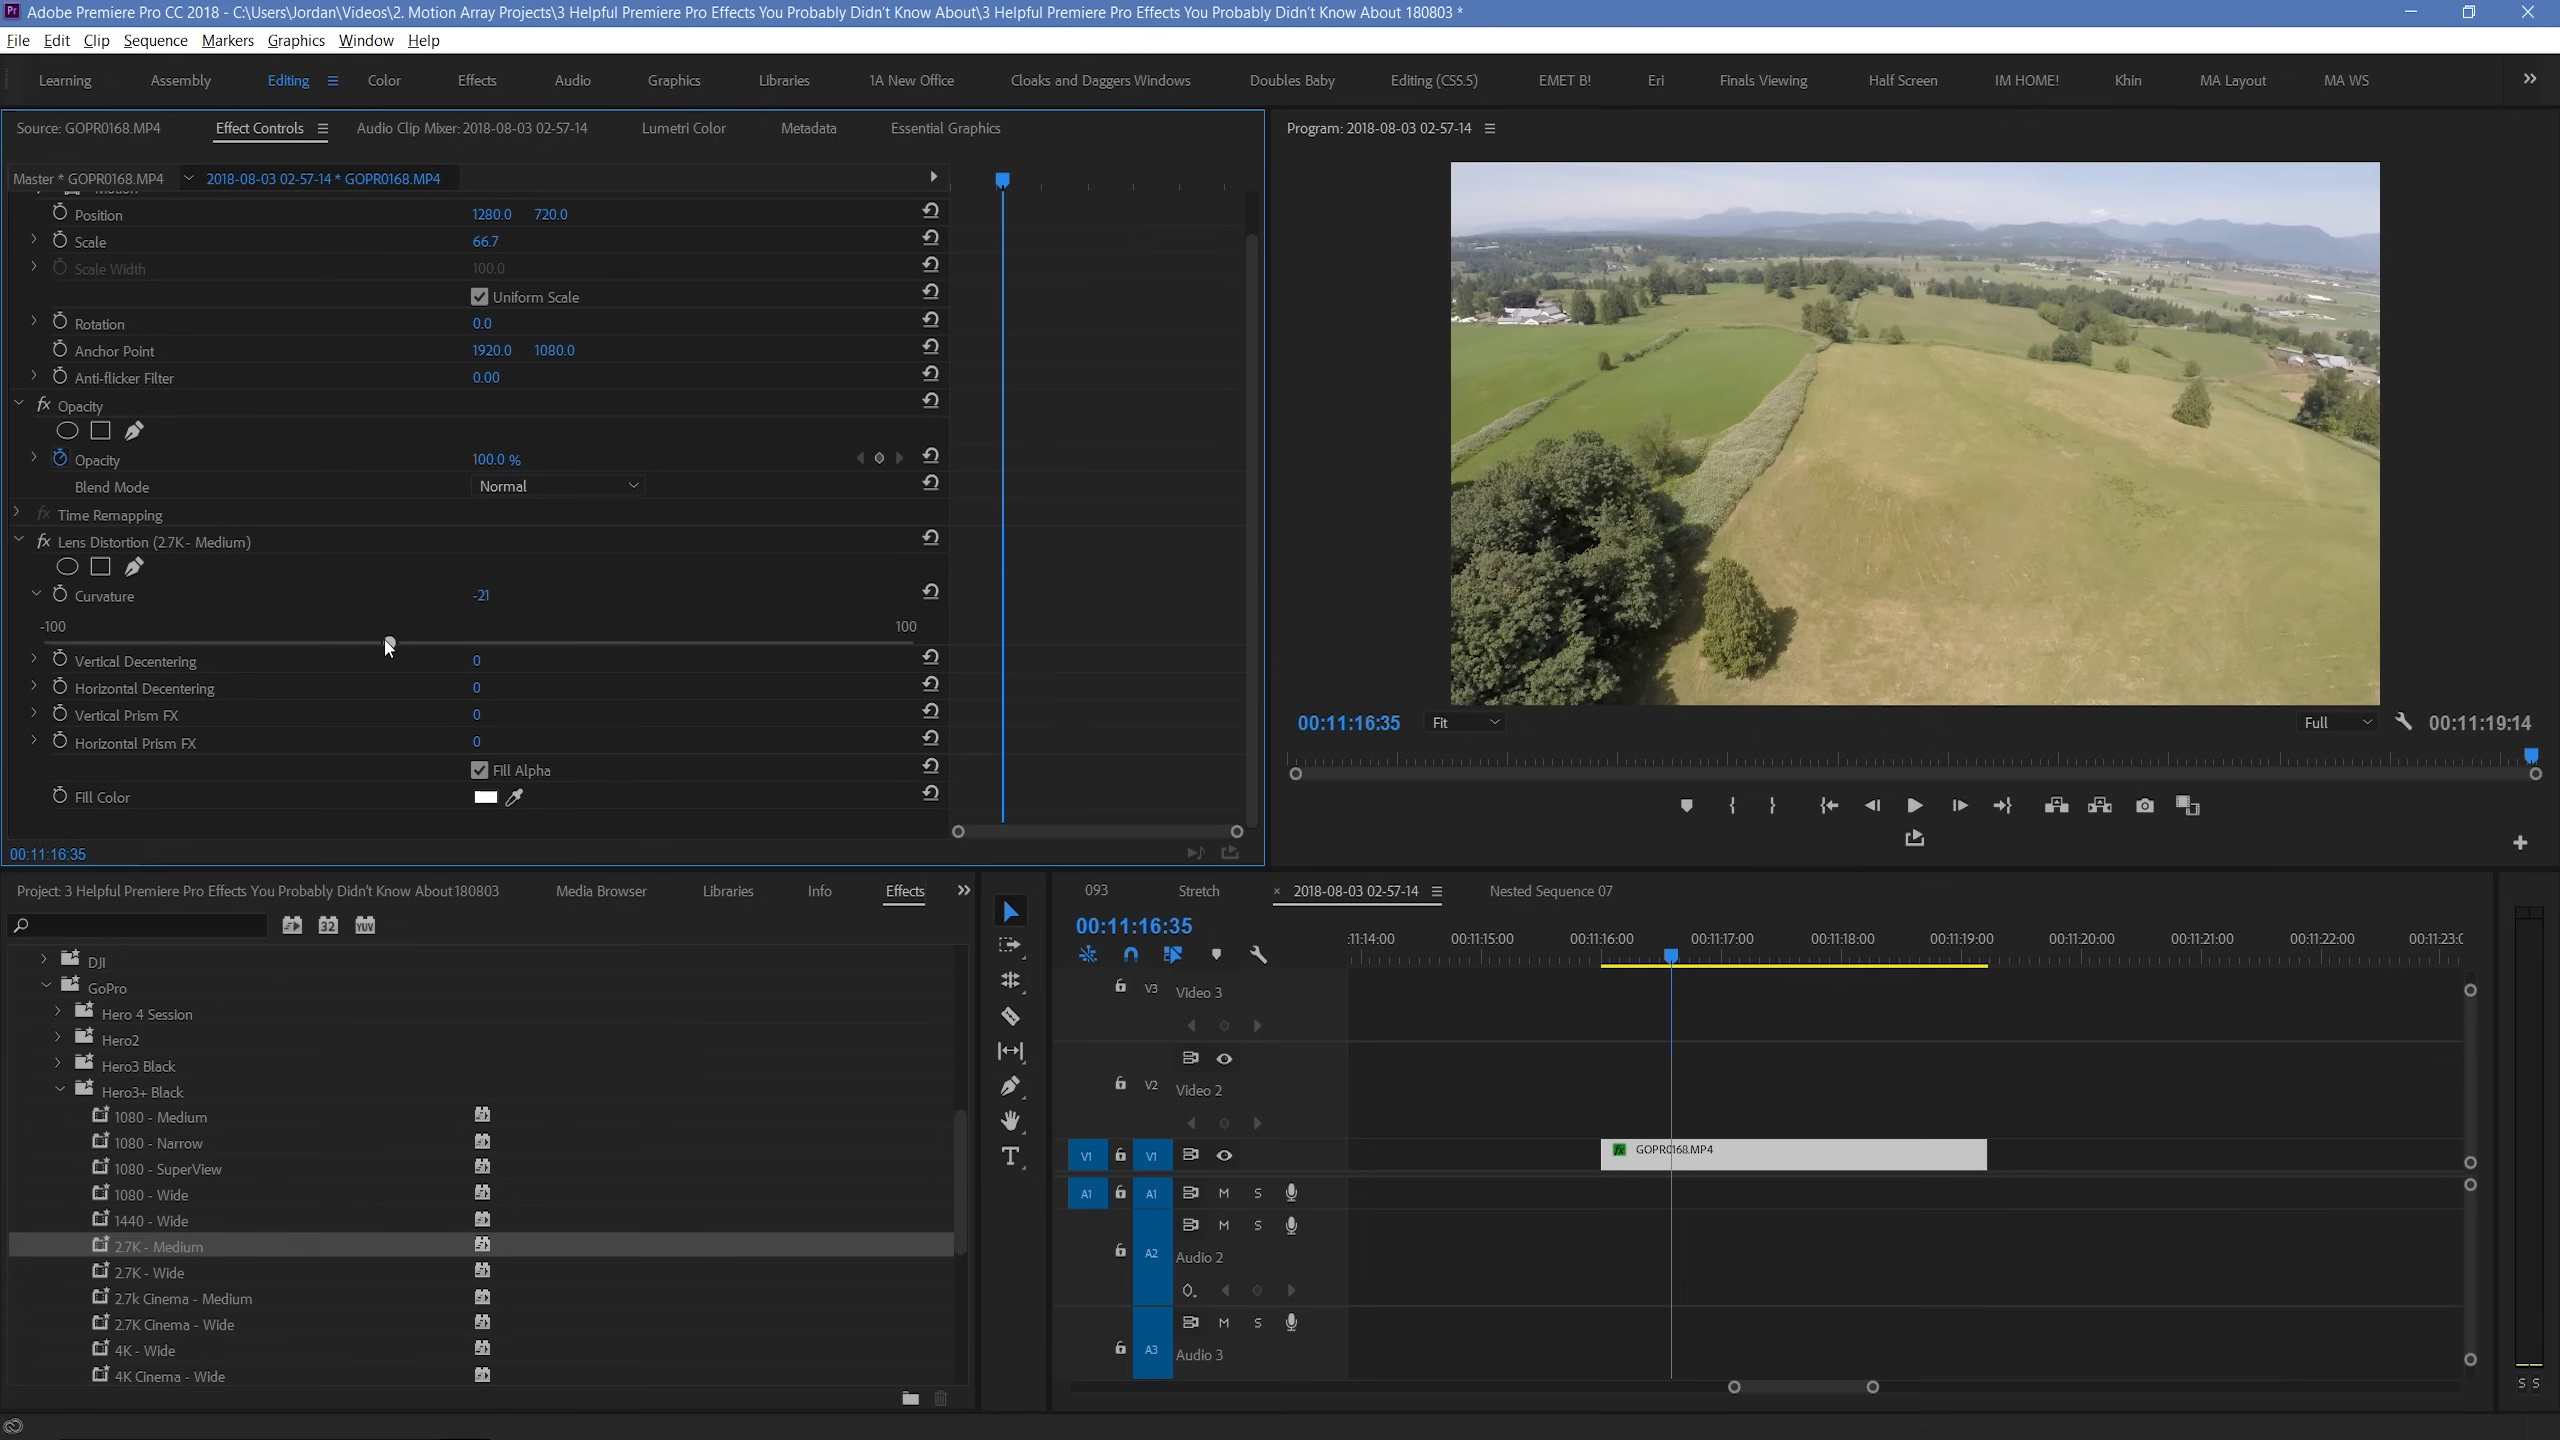 Adobe Premiere Pro CC 2018 - C:\Users\Jordan\Videos\2. Motion Array Projects\3 Helpful Premiere Pro Effects You Probably Didn't Know About\3 Helpful Premiere Pro Effects You Probably Didn't Know About 180803 *
File Edit Clip Sequence Markers Graphics Window Help
Learning Assembly Editing Color Effects Audio Graphics Libraries 1A New Office Cloaks and Daggers Windows Doubles Baby Editing (CS5.5) EMET B! Eri Finals Viewing Half Screen IM HOME! Khin MA Layout MA WS
Source: GOPR0168.MP4 Effect Controls Audio Clip Mixer: 2018-08-03 02-57-14 Lumetri Color Metadata Essential Graphics
Master * GOPR0168.MP4 2018-08-03 02-57-14 * GOPR0168.MP4
Motion
Position 1280.0 720.0
Scale 66.7
Scale Width 100.0
Uniform Scale
Rotation 0.0
Anchor Point 1920.0 1080.0
Anti-flicker Filter 0.00
fx Opacity
Opacity 100.0 %
Blend Mode Normal
fx Time Remapping
fx Lens Distortion (2.7K - Medium)
Curvature -21
-100 100
Vertical Decentering 0
Horizontal Decentering 0
Vertical Prism FX 0
Horizontal Prism FX 0
Fill Alpha
Fill Color
00:11:16:35
Program: 2018-08-03 02-57-14
00:11:16:35 Fit Full 00:11:19:14
Project: 3 Helpful Premiere Pro Effects You Probably Didn't Know About 180803 Media Browser Libraries Info Effects
32 YUV
DJI
GoPro
Hero 4 Session
Hero2
Hero3 Black
Hero3+ Black
1080 - Medium
1080 - Narrow
1080 - SuperView
1080 - Wide
1440 - Wide
2.7K - Medium
2.7K - Wide
2.7k Cinema - Medium
2.7K Cinema - Wide
4K - Wide
4K Cinema - Wide
093 Stretch × 2018-08-03 02-57-14 Nested Sequence 07
00:11:16:35
:11:14:00 00:11:15:00 00:11:16:00 00:11:17:00 00:11:18:00 00:11:19:00 00:11:20:00 00:11:21:00 00:11:22:00 00:11:23:0
V3 Video 3
V2 Video 2
V1 V1 fx GOPR0168.MP4
A1 A1 M S
A2 M S
Audio 2
A3 M S
Audio 3
S S